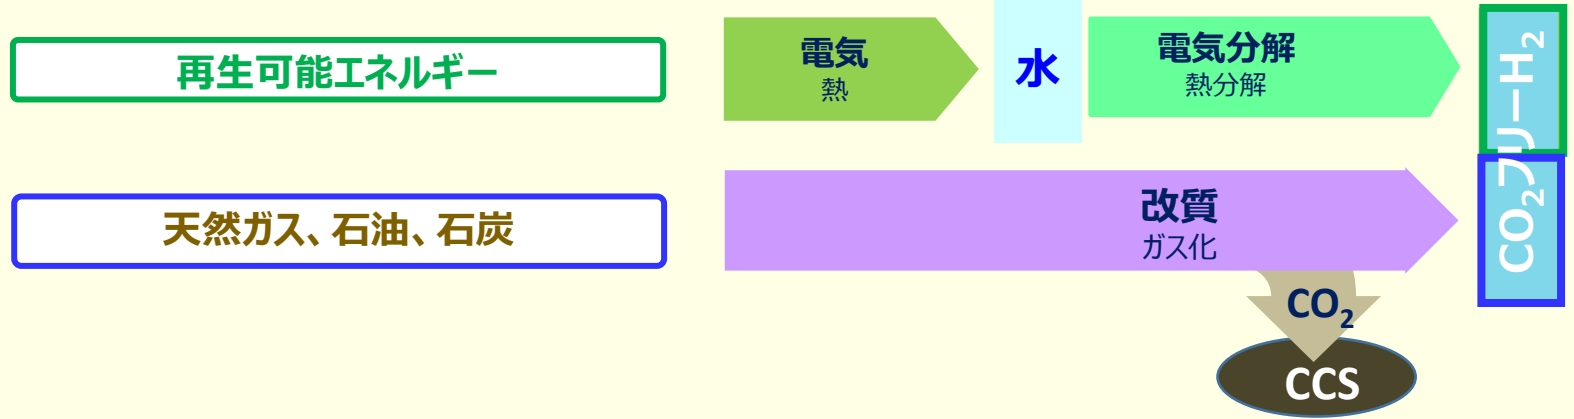 再生可能エネルギー
電気
熱
水
電気分解
熱分解
天然ガス、石油、石炭
改質
ガス化
CO₂フリーH₂
CO₂
CCS